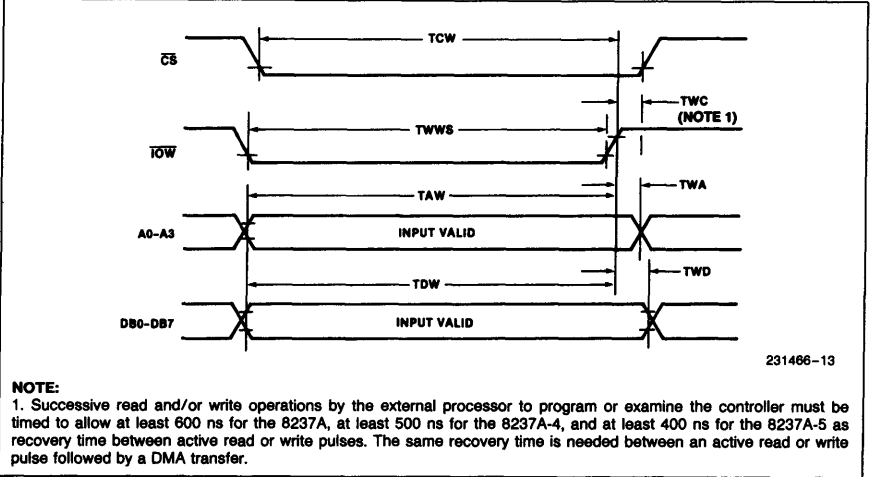 TCW
CS
TWC
(NOTE 1)
TWWS
IOW
TWA
TAW
A0-A3
INPUT VALID
TWD
TDW
DB0-DB7
INPUT VALID
231466-13
NOTE:
1. Successive read and/or write operations by the external processor to program or examine the controller must be
timed to allow at least 600 ns for the 8237A, at least 500 ns for the 8237A-4, and at least 400 ns for the 8237A-5 as
recovery time between active read or write pulses. The same recovery time is needed between an active read or write
pulse followed by a DMA transfer.